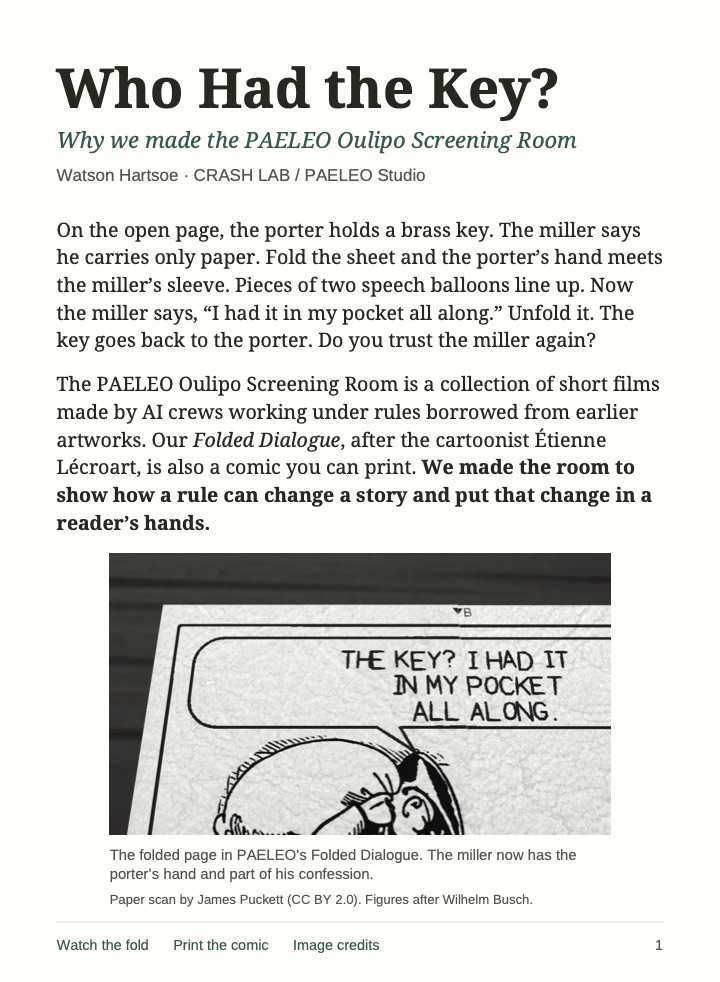 Who Had the Key?
Why we made the PAELEO Oulipo Screening Room
Watson Hartsoe · CRASH LAB / PAELEO Studio
On the open page, the porter holds a brass key. The miller says
he carries only paper. Fold the sheet and the porter’s hand meets
the miller’s sleeve. Pieces of two speech balloons line up. Now
the miller says, “I had it in my pocket all along.” Unfold it. The
key goes back to the porter. Do you trust the miller again?
The PAELEO Oulipo Screening Room is a collection of short films
made by AI crews working under rules borrowed from earlier
artworks. Our Folded Dialogue, after the cartoonist Étienne
Lécroart, is also a comic you can print. We made the room to
show how a rule can change a story and put that change in a
reader’s hands.
B
THE KEY? I HAD IT
IN MY POCKET
ALL ALONG.
The folded page in PAELEO's Folded Dialogue. The miller now has the
porter's hand and part of his confession.
Paper scan by James Puckett (CC BY 2.0). Figures after Wilhelm Busch.
Watch the fold Print the comic Image credits 1